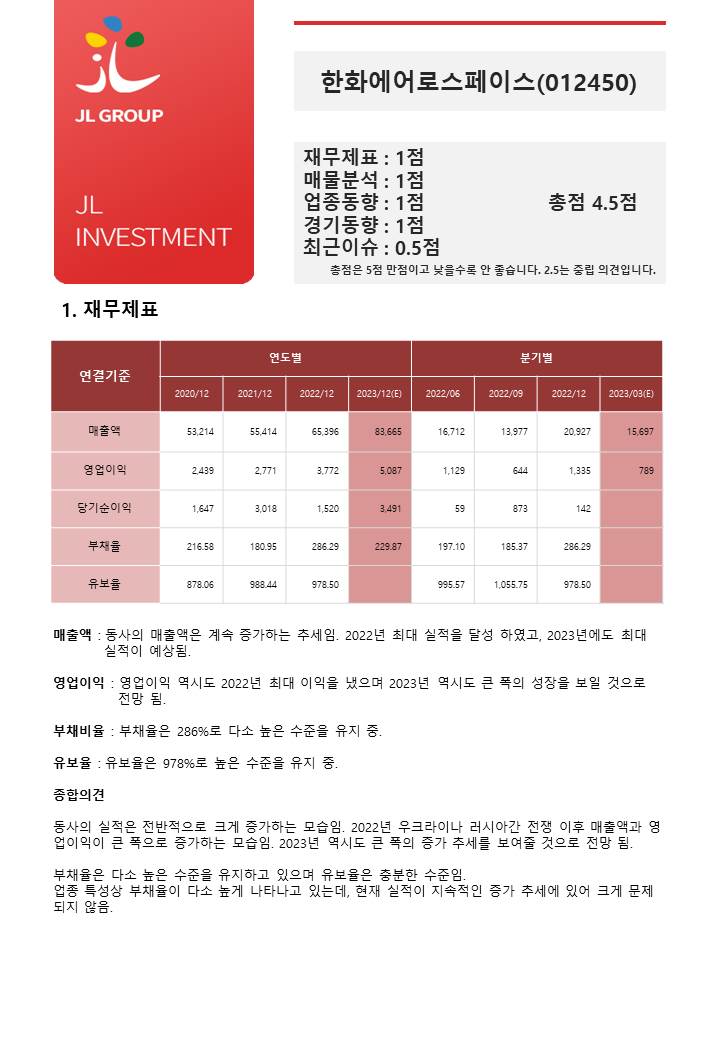 JL GROUP
JL
INVESTMENT
한화에어로스페이스(012450)
재무제표 : 1점
매물분석 : 1점
업종동향 : 1점 총점 4.5점
경기동향 : 1점
최근이슈 : 0.5점
총점은 5점 만점이고 낮을수록 안 좋습니다. 2.5는 중립 의견입니다.
1. 재무제표
연결기준 연도별 분기별
2020/12 2021/12 2022/12 2023/12(E) 2022/06 2022/09 2022/12 2023/03(E)
매출액 53,214 55,414 65,396 83,665 16,712 13,977 20,927 15,697
영업이익 2,439 2,771 3,772 5,087 1,129 644 1,335 789
당기순이익 1,647 3,018 1,520 3,491 59 873 142
부채율 216.58 180.95 286.29 229.87 197.10 185.37 286.29
유보율 878.06 988.44 978.50 995.57 1,055.75 978.50
매출액 : 동사의 매출액은 계속 증가하는 추세임. 2022년 최대 실적을 달성 하였고, 2023년에도 최대
실적이 예상됨.
영업이익 : 영업이익 역시도 2022년 최대 이익을 냈으며 2023년 역시도 큰 폭의 성장을 보일 것으로
전망 됨.
부채비율 : 부채율은 286%로 다소 높은 수준을 유지 중.
유보율 : 유보율은 978%로 높은 수준을 유지 중.
종합의견
동사의 실적은 전반적으로 크게 증가하는 모습임. 2022년 우크라이나 러시아간 전쟁 이후 매출액과 영
업이익이 큰 폭으로 증가하는 모습임. 2023년 역시도 큰 폭의 증가 추세를 보여줄 것으로 전망 됨.
부채율은 다소 높은 수준을 유지하고 있으며 유보율은 충분한 수준임.
업종 특성상 부채율이 다소 높게 나타나고 있는데, 현재 실적이 지속적인 증가 추세에 있어 크게 문제
되지 않음.